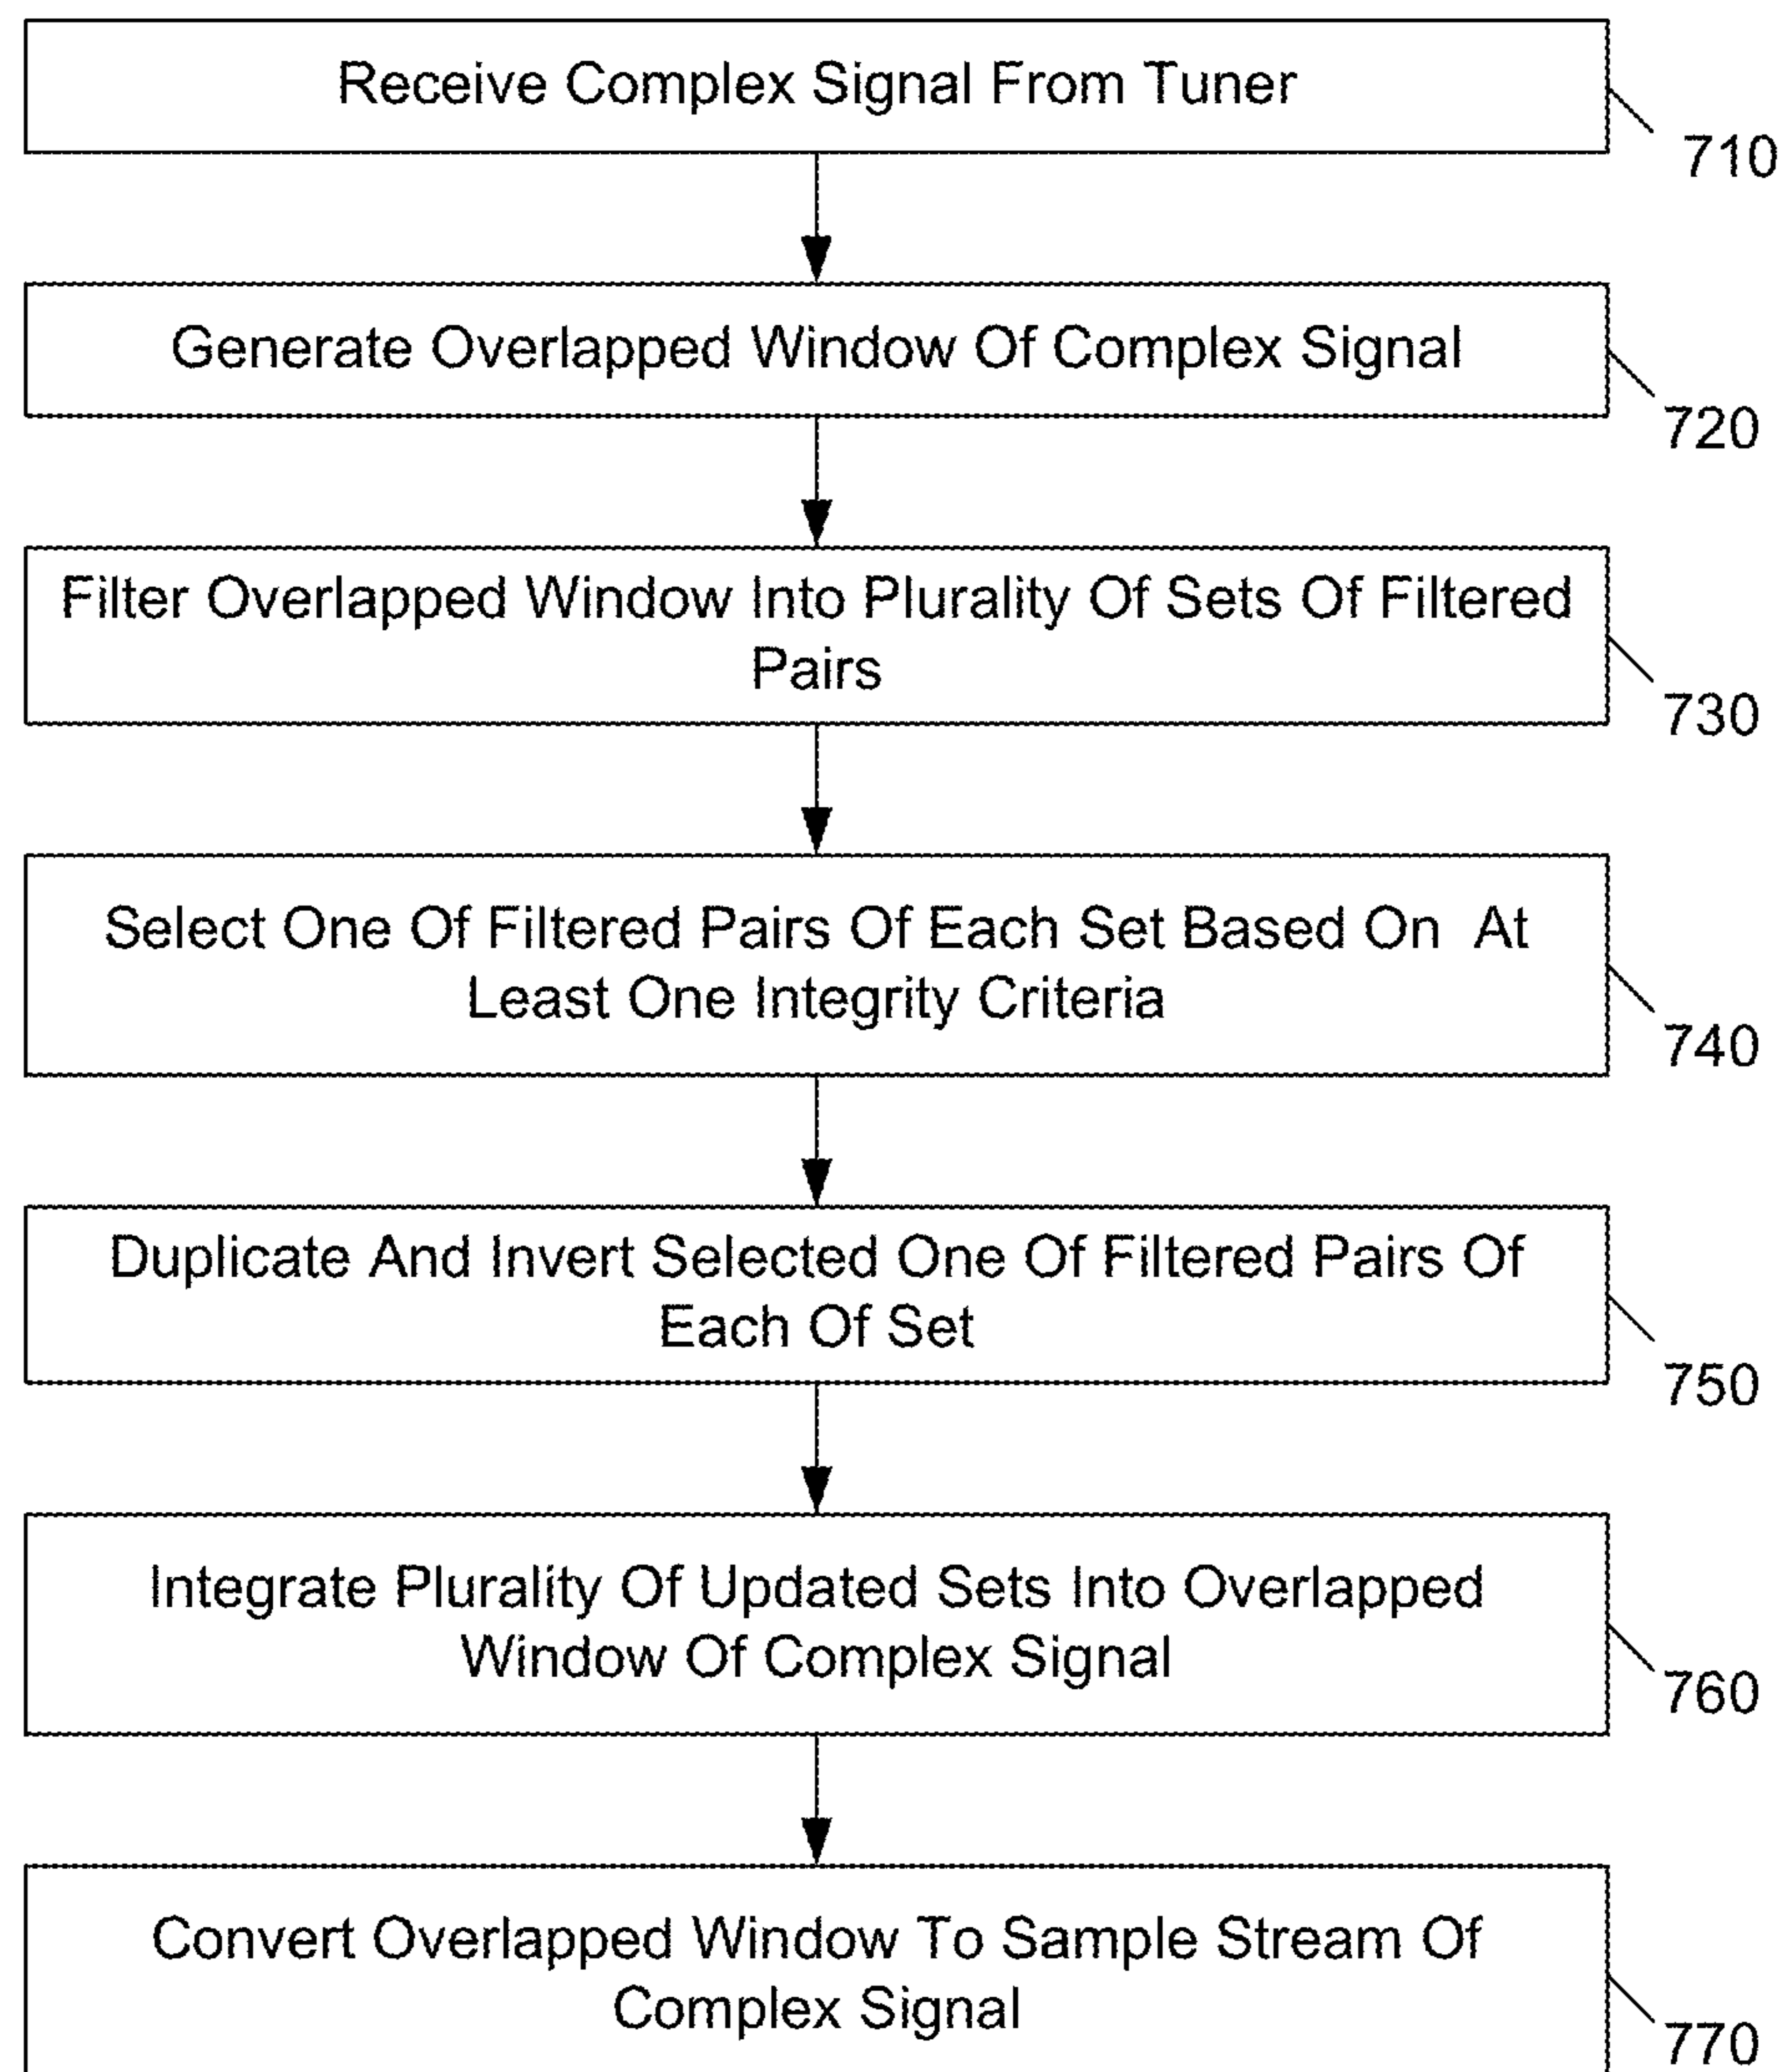 Receive Complex Signal From Tuner
710
Generate Overlapped Window Of Complex Signal
720
Filter Overlapped Window Into Plurality Of Sets Of Filtered
Pairs
730
Select One Of Filtered Pairs Of Each Set Based On At
Least One Integrity Criteria
740
Duplicate And Invert Selected One Of Filtered Pairs Of
Each Of Set
750
Integrate Plurality Of Updated Sets Into Overlapped
Window Of Complex Signal
760
Convert Overlapped Window To Sample Stream Of
Complex Signal
770